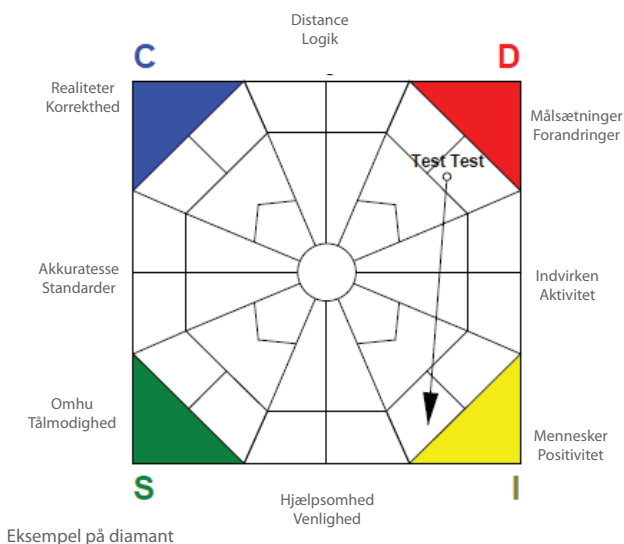 Distance
Logik
C
D
Realiteter
Korrekthed
Målsætninger
Forandringer
Test Test
Akkuratesse
Standarder
Indvirken
Aktivitet
Omhu
Tålmodighed
Mennesker
Positivitet
S
I
Hjælpsomhed
Venlighed
Eksempel på diamant